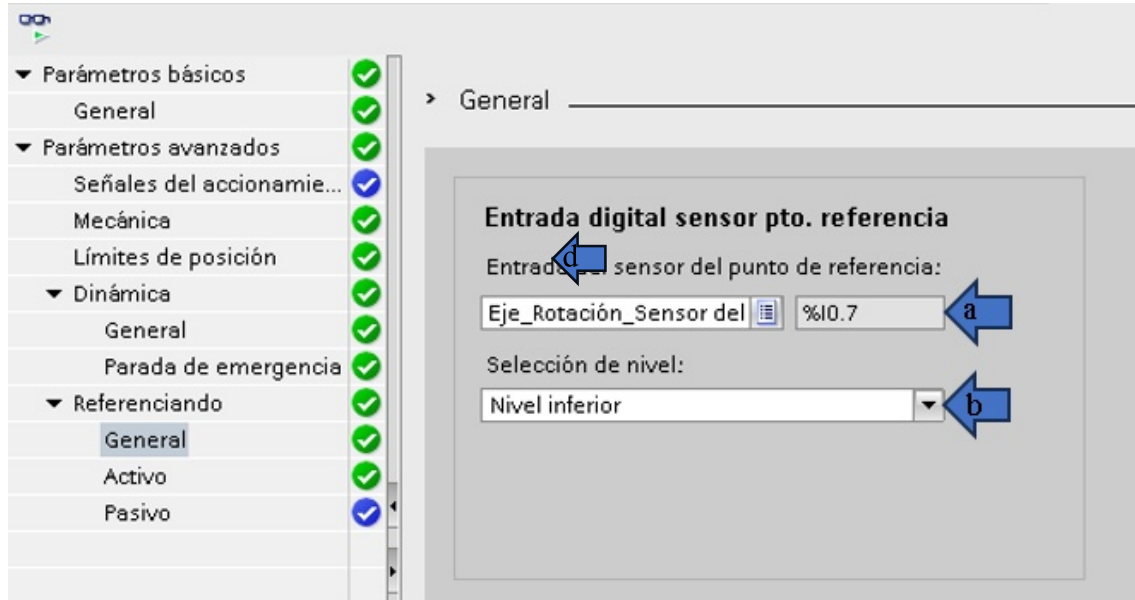 Parámetros básicos
General
Parámetros avanzados
Señales del accionamie...
Mecánica
Límites de posición
Dinámica
General
Parada de emergencia
Referenciando
General
Activo
Pasivo
General
Entrada digital sensor pto. referencia
d
Entrada sensor del punto de referencia:
Eje_Rotación_Sensor del %I0.7 a
Selección de nivel:
Nivel inferior b